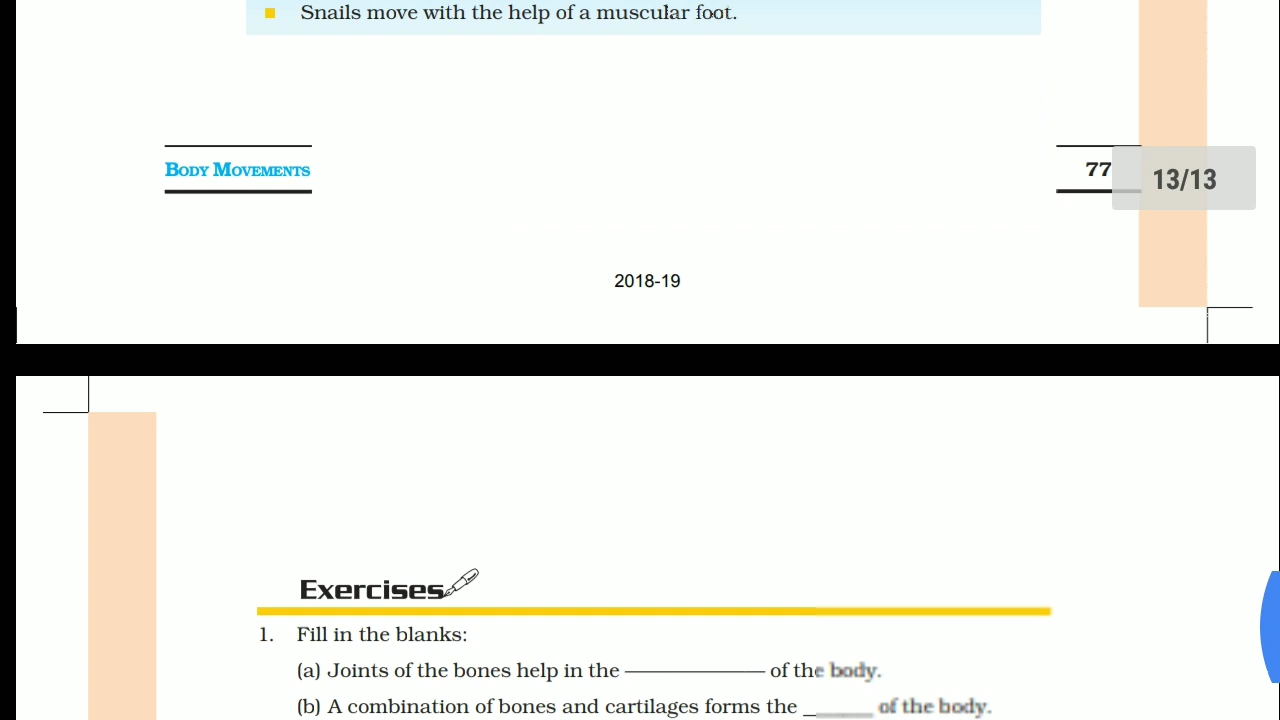 Snails move with the help of a muscular foot.
BODY MOVEMENTS
77
13/13
2018-19
Exercises
1. Fill in the blanks:
(a) Joints of the bones help in the ____________ of the body.
(b) A combination of bones and cartilages forms the ______ of the body.